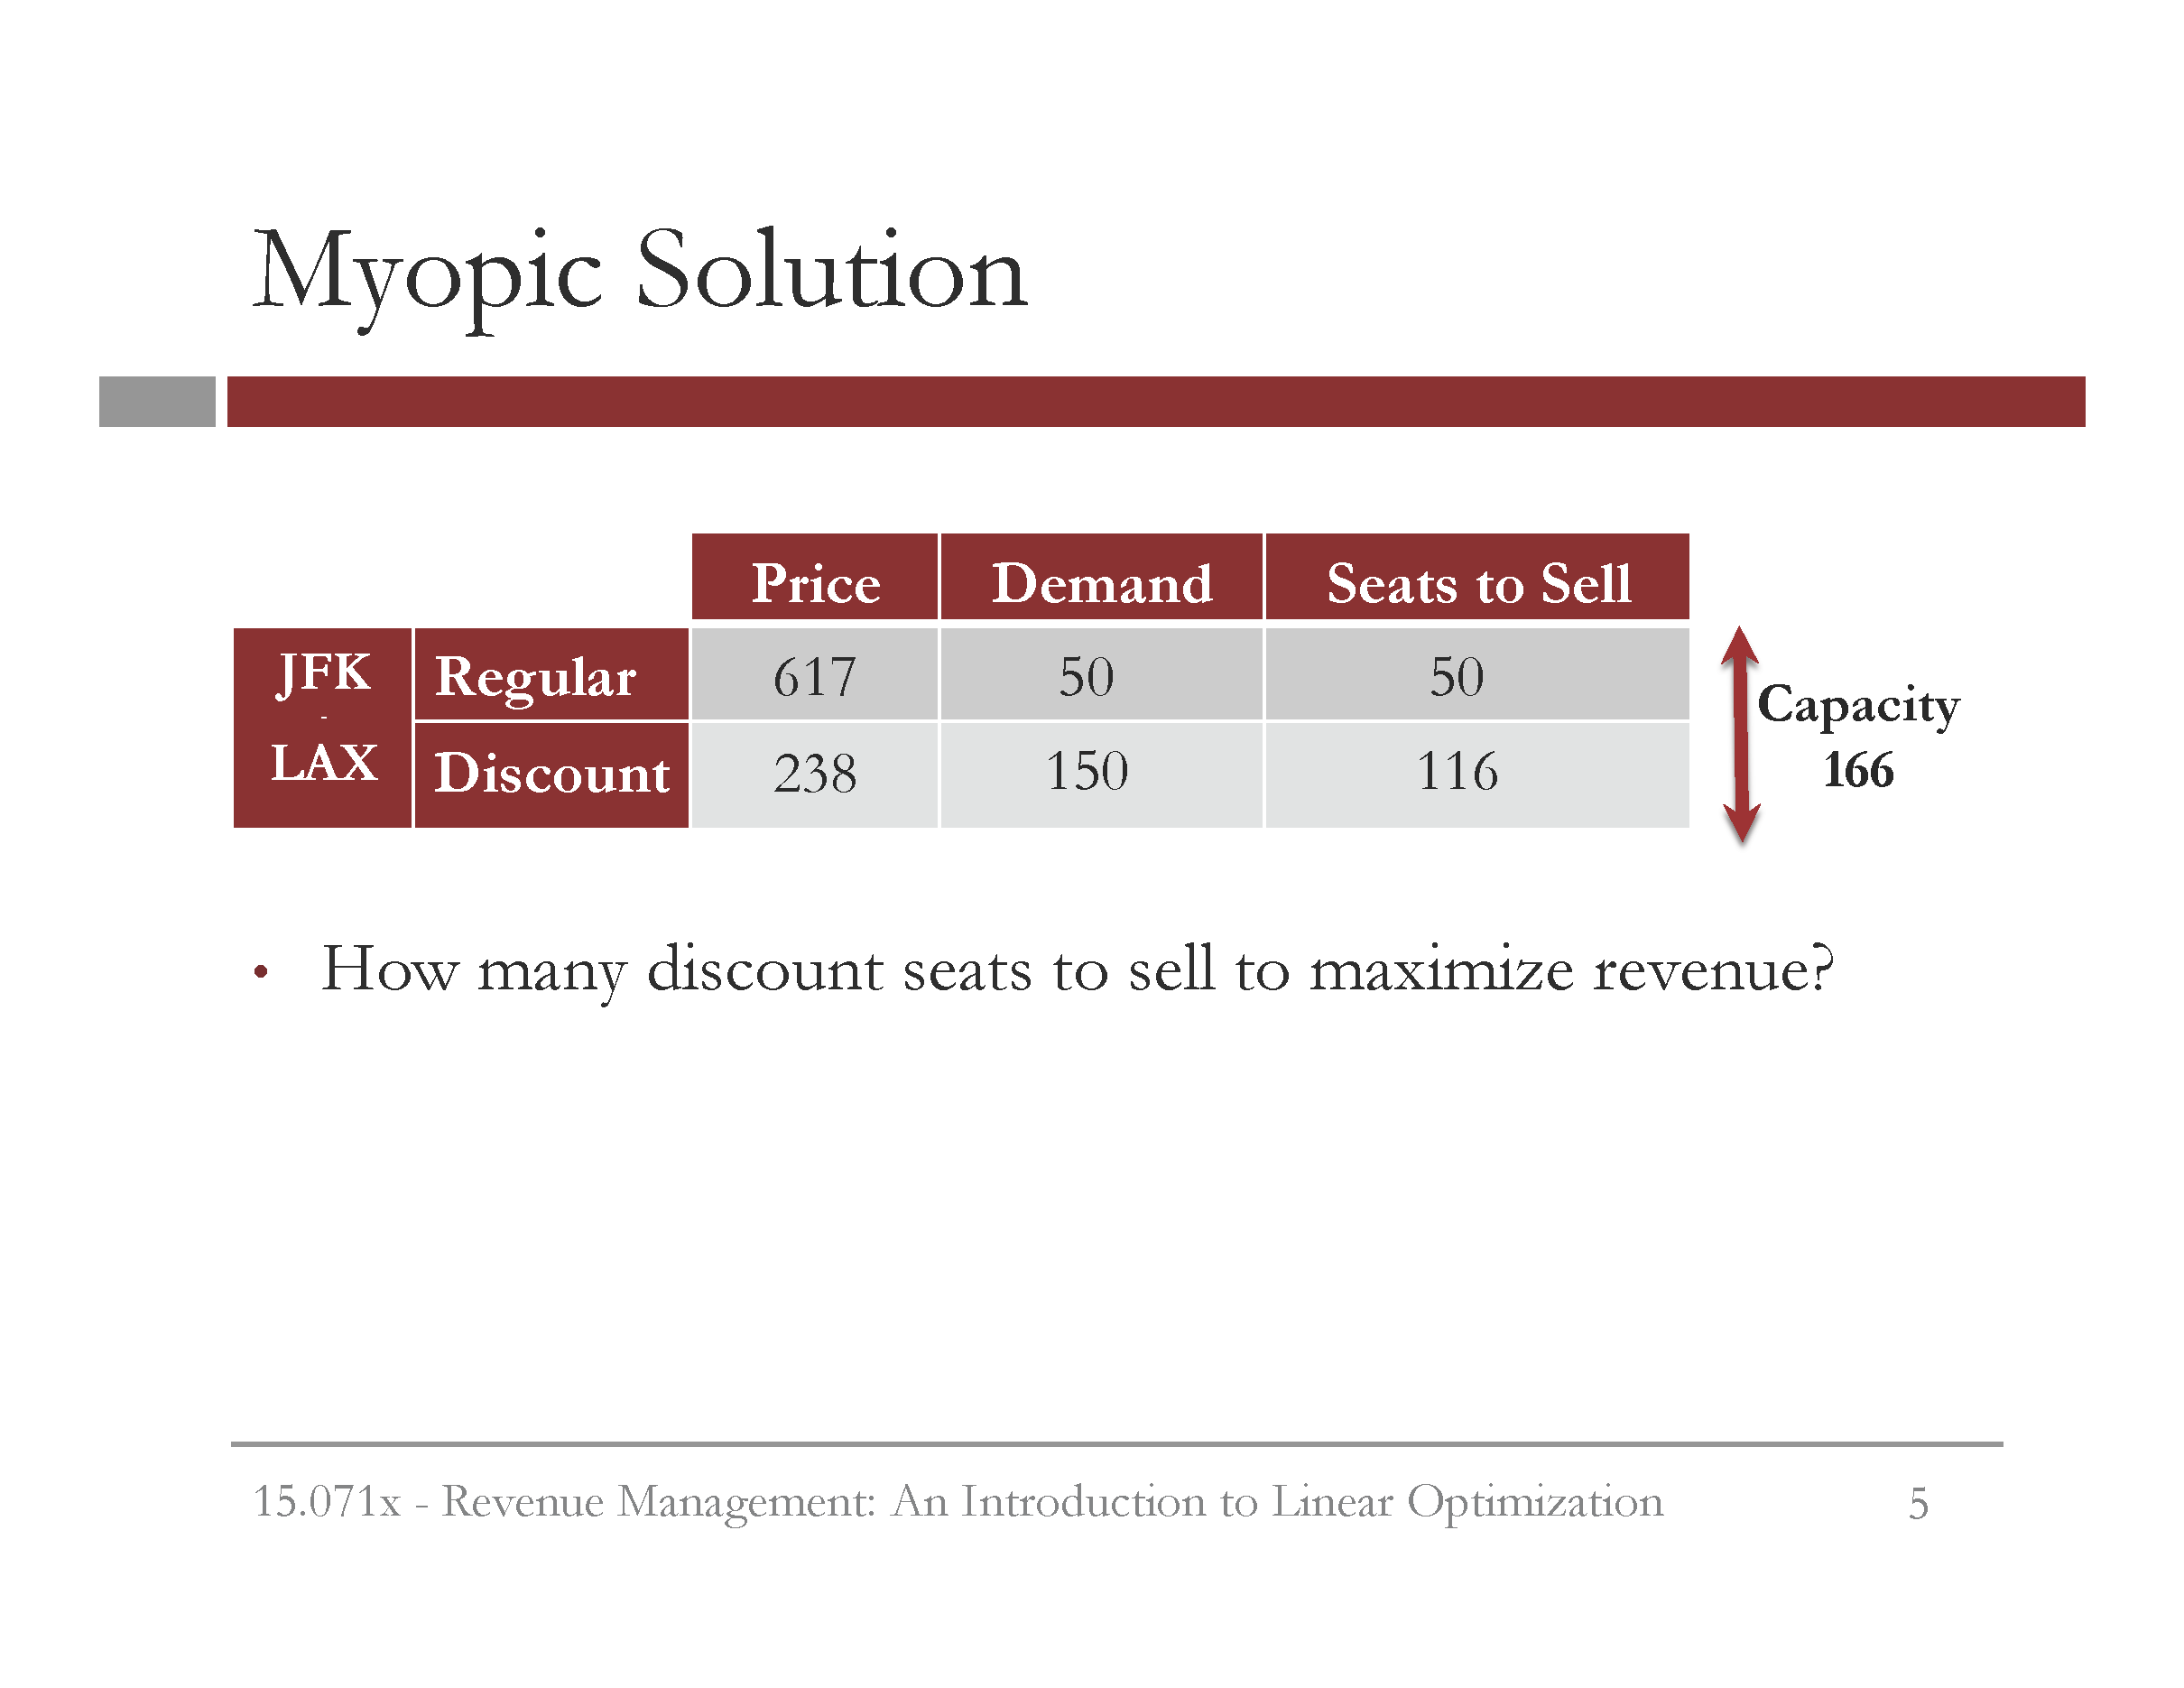 Myopic Solution
Price Demand Seats to Sell
JFK Regular 617 50 50
-
LAX Discount 238 150 116
Capacity
166
• How many discount seats to sell to maximize revenue?
15.071x - Revenue Management: An Introduction to Linear Optimization 5